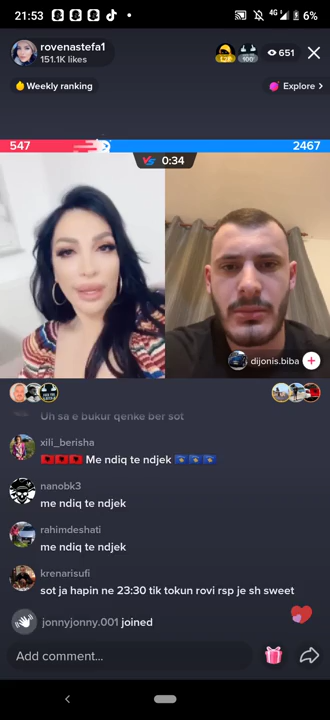 21:53
4G
6%
rovenastefa1
151.1K likes
651
Weekly ranking
Explore >
547
2467
VS 0:34
dijonis.biba
Uh sa e bukur qenke ber sot
xili_berisha
🇦🇱🇦🇱🇦🇱 Me ndiq te ndjek 🇽🇰🇽🇰🇽🇰
nanobk3
me ndiq te ndjek
rahimdeshati
me ndiq te ndjek
krenarisufi
sot ja hapin ne 23:30 tik tokun rovi rsp je sh sweet
jonnyjonny.001 joined
Add comment...